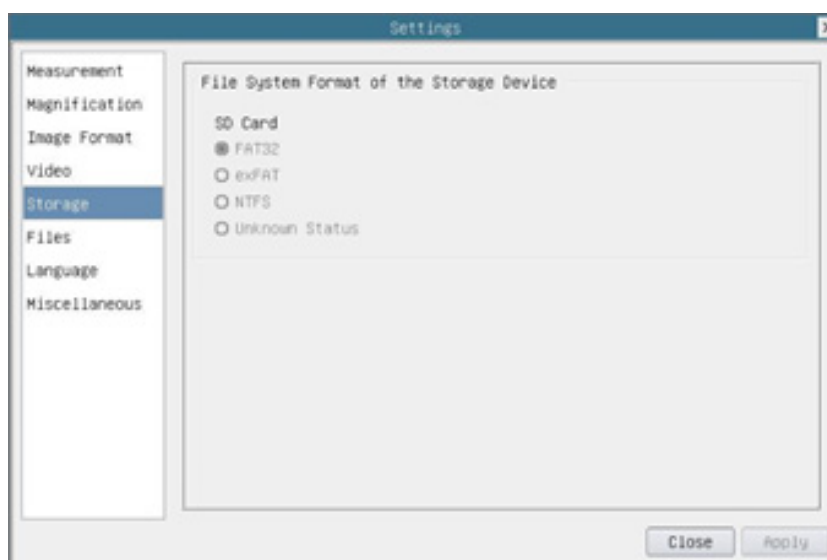 Settings
Measurement
Magnification
Image Format
Video
Storage
Files
Language
Miscellaneous
File System Format of the Storage Device
SD Card
FAT32
exFAT
NTFS
Unknown Status
Close
Apply